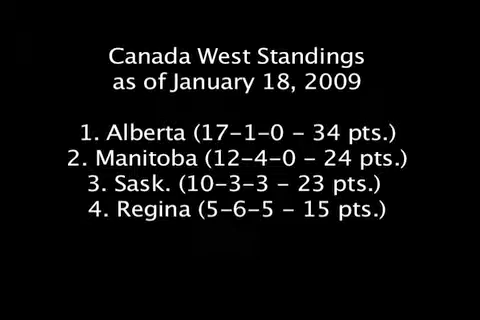 Canada West Standings
as of January 18, 2009
1. Alberta (17-1-0 - 34 pts.)
2. Manitoba (12-4-0 - 24 pts.)
3. Sask. (10-3-3 - 23 pts.)
4. Regina (5-6-5 - 15 pts.)